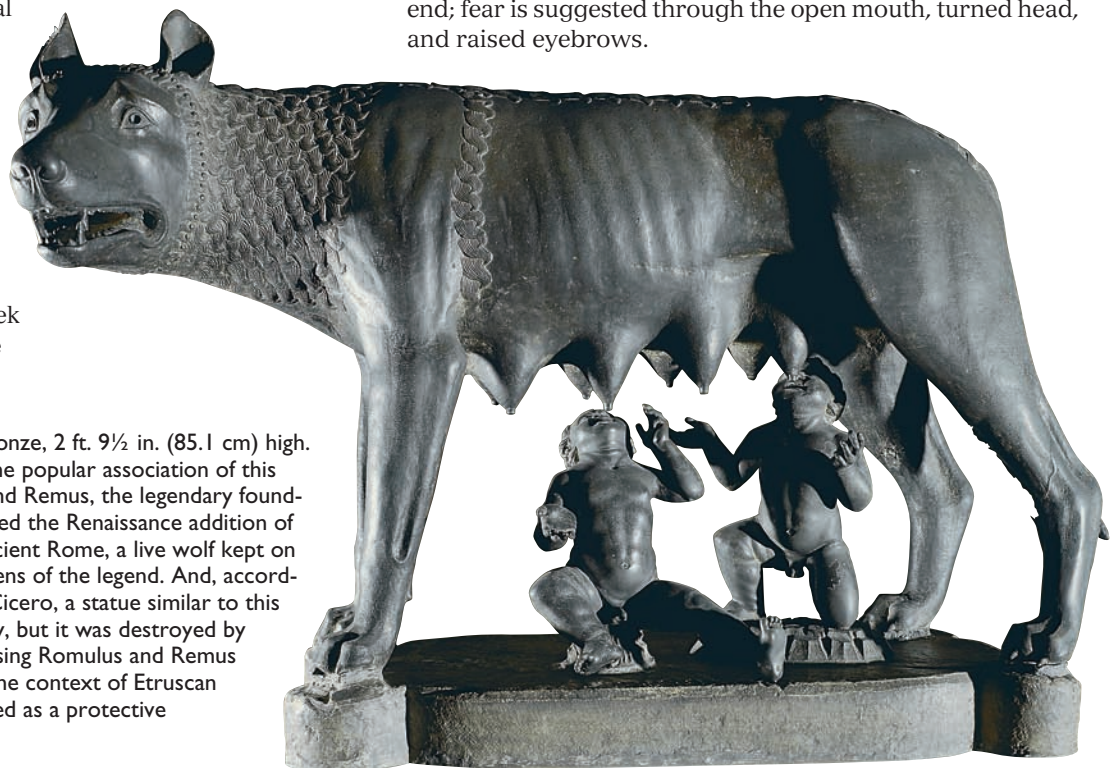 al
end; fear is suggested through the open mouth, turned head,
and raised eyebrows.
ek
onze, 2 ft. 9½ in. (85.1 cm) high.
he popular association of this
nd Remus, the legendary found-
ed the Renaissance addition of
cient Rome, a live wolf kept on
ens of the legend. And, accord-
Cicero, a statue similar to this
y, but it was destroyed by
sing Romulus and Remus
he context of Etruscan
ed as a protective